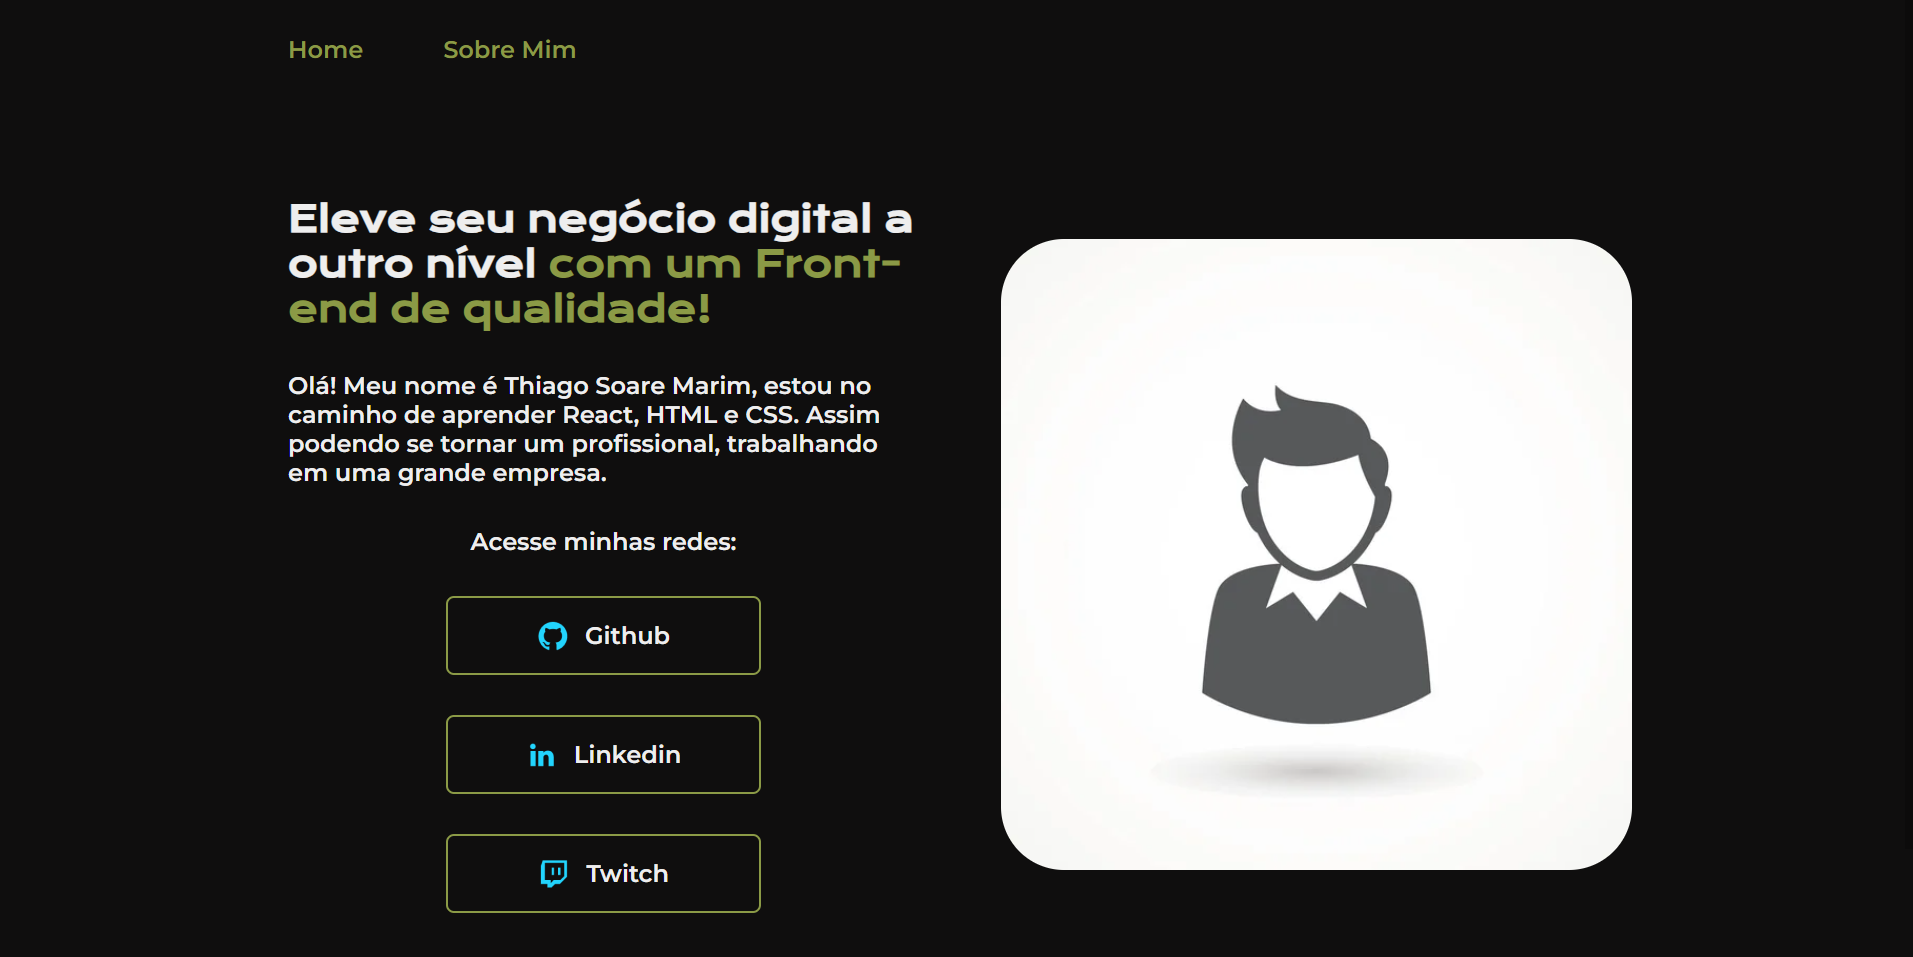 Home
Sobre Mim
Eleve seu negócio digital a
outro nível com um Front-
end de qualidade!
Olá! Meu nome é Thiago Soare Marim, estou no
caminho de aprender React, HTML e CSS. Assim
podendo se tornar um profissional, trabalhando
em uma grande empresa.
Acesse minhas redes:
Github
Linkedin
Twitch